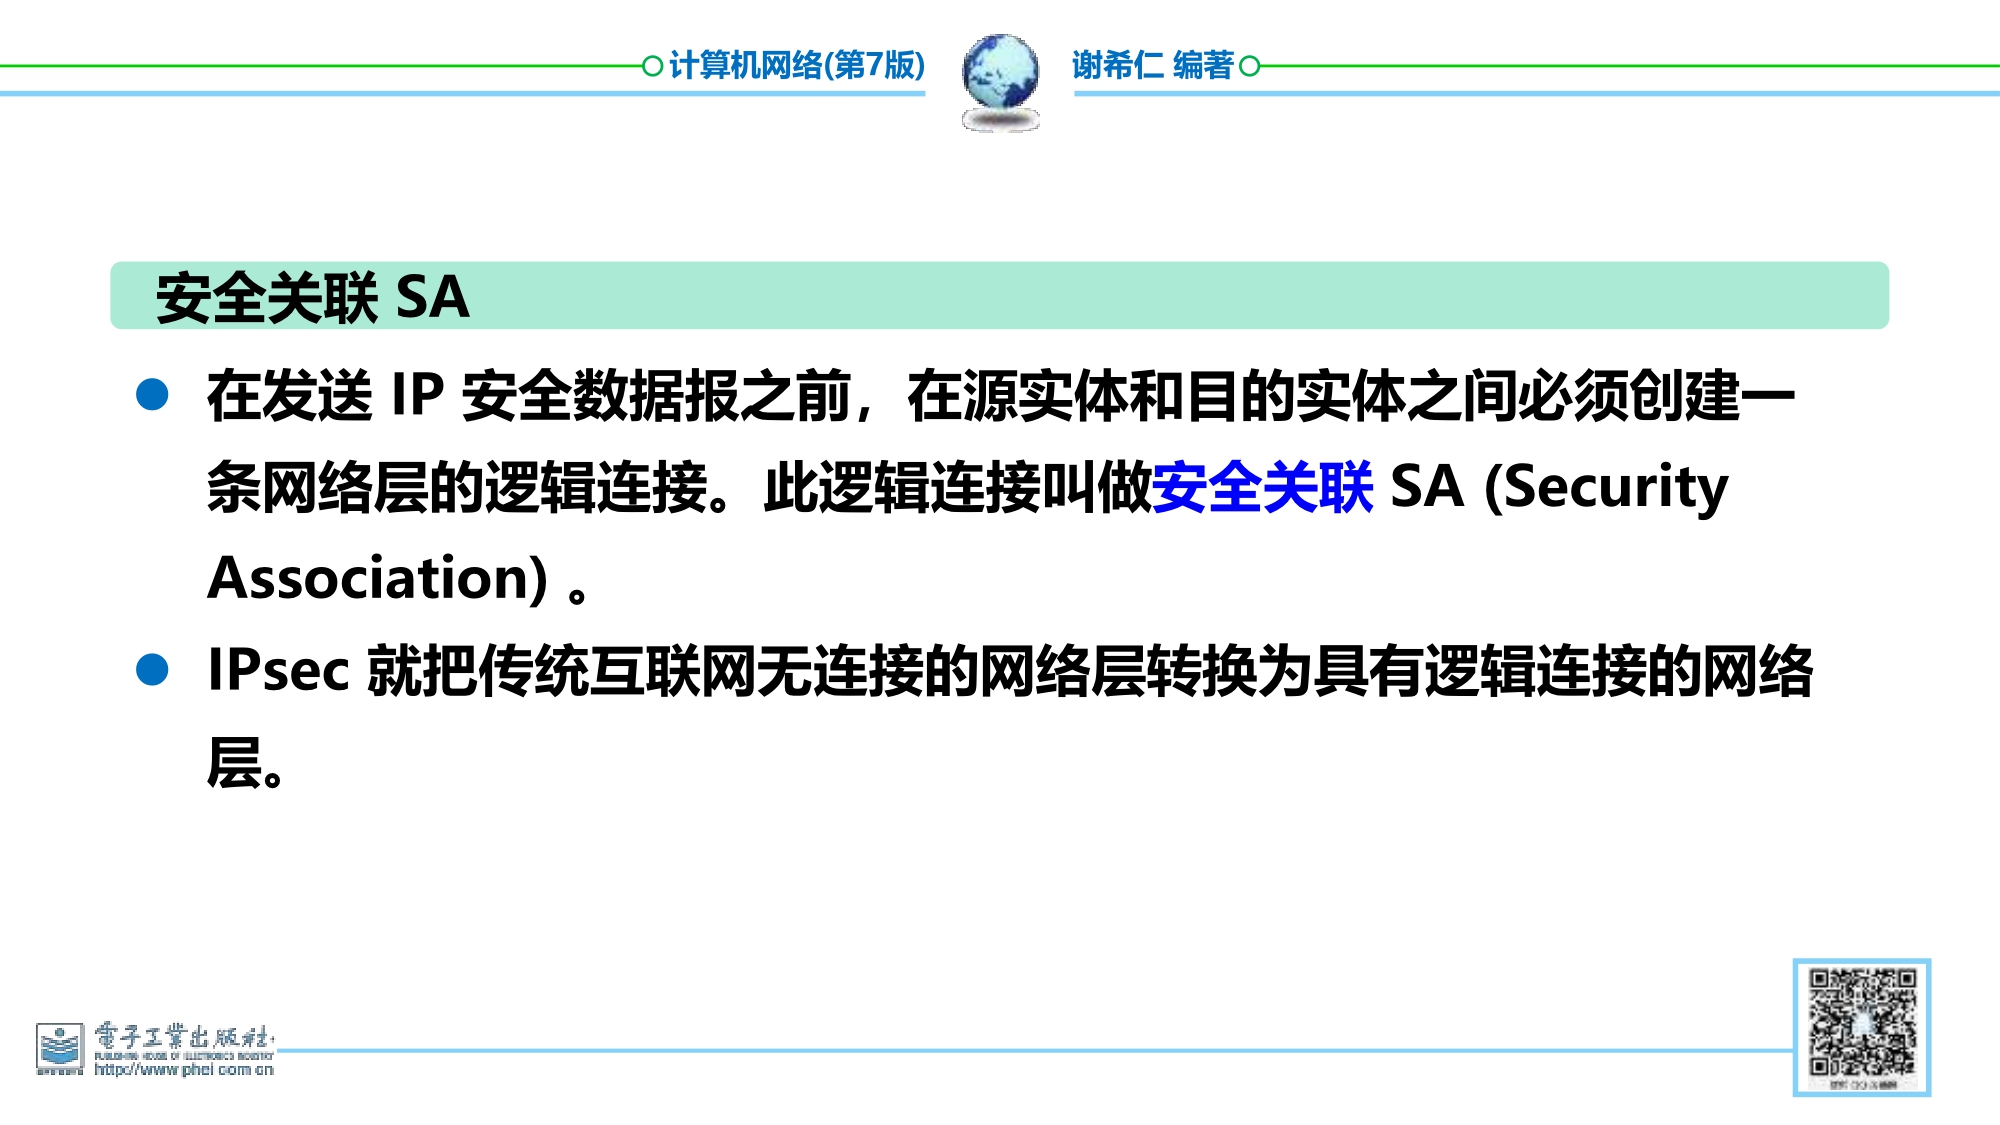 计算机网络(第7版) 谢希仁 编著
安全关联 SA
在发送 IP 安全数据报之前，在源实体和目的实体之间必须创建一
条网络层的逻辑连接。此逻辑连接叫做安全关联 SA (Security
Association) 。
IPsec 就把传统互联网无连接的网络层转换为具有逻辑连接的网络
层。
電子工業出版社
PUBLISHING HOUSE OF ELECTRONICS INDUSTRY
http://www.phei.com.cn